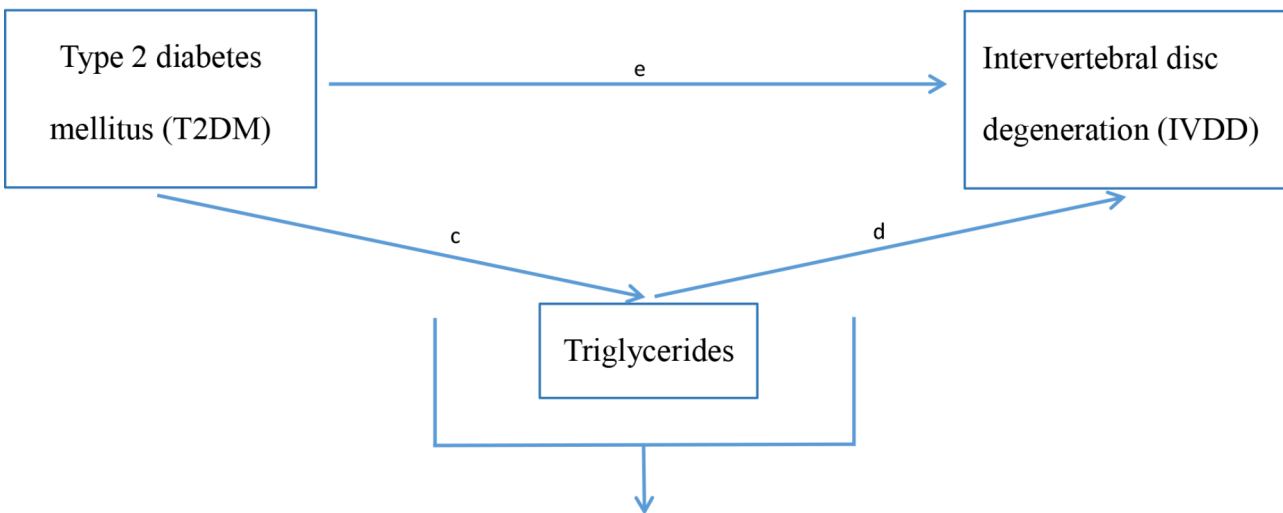 Type 2 diabetes
mellitus (T2DM)
e
Intervertebral disc
degeneration (IVDD)
c
d
Triglycerides